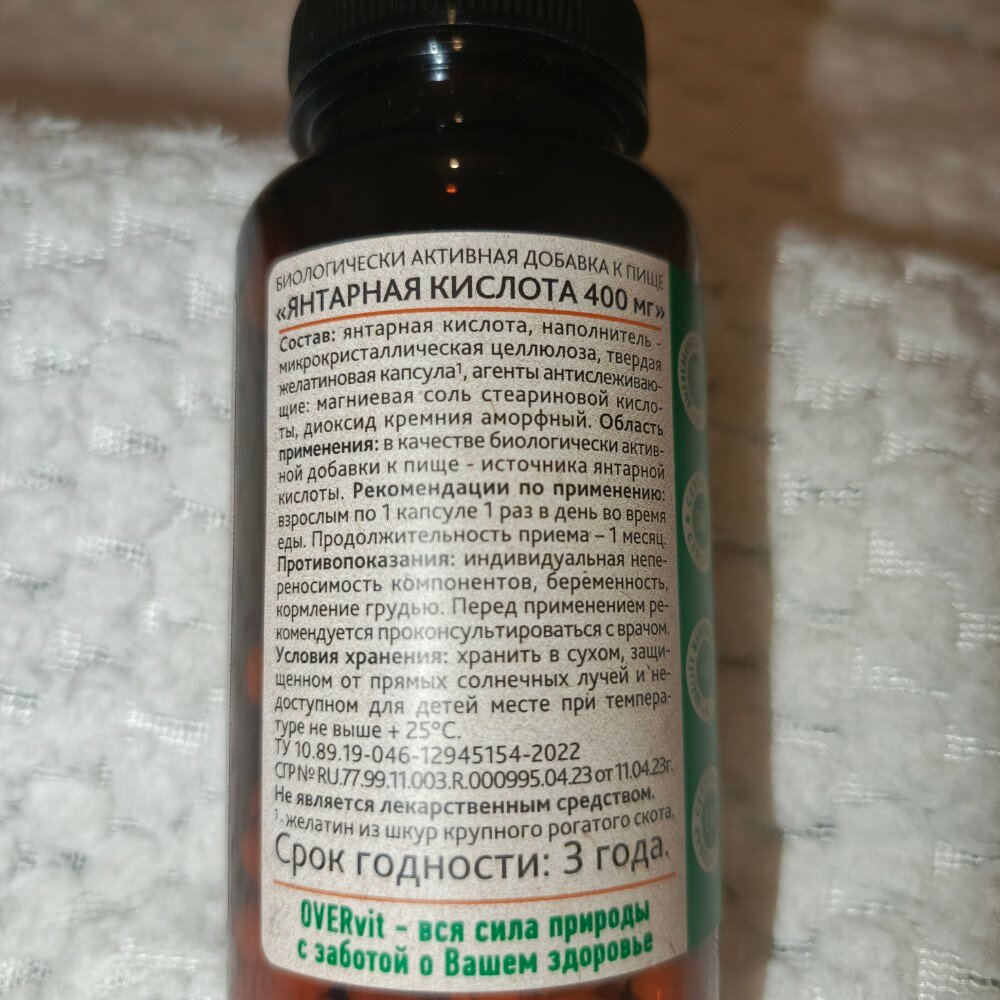 БИОЛОГИЧЕСКИ АКТИВНАЯ ДОБАВКА К ПИЩЕ
«ЯНТАРНАЯ КИСЛОТА 400 мг»
Состав: янтарная кислота, наполнитель -
микрокристаллическая целлюлоза, твердая
желатиновая капсула¹, агенты антислеживаю-
щие: магниевая соль стеариновой кисло-
ты, диоксид кремния аморфный. Область
применения: в качестве биологически актив-
ной добавки к пище - источника янтарной
кислоты. Рекомендации по применению:
взрослым по 1 капсуле 1 раз в день во время
еды. Продолжительность приема – 1 месяц.
Противопоказания: индивидуальная непе-
реносимость компонентов, беременность,
кормление грудью. Перед применением ре-
комендуется проконсультироваться с врачом.
Условия хранения: хранить в сухом, защи-
щенном от прямых солнечных лучей и не-
доступном для детей месте при темпера-
туре не выше + 25°С.
ТУ 10.89.19-046-12945154-2022
СГР № RU.77.99.11.003.R.000995.04.23 от 11.04.23г.
Не является лекарственным средством.
¹-желатин из шкур крупного рогатого скота.
Срок годности: 3 года.
OVERvit – вся сила природы
с заботой о Вашем здоровье